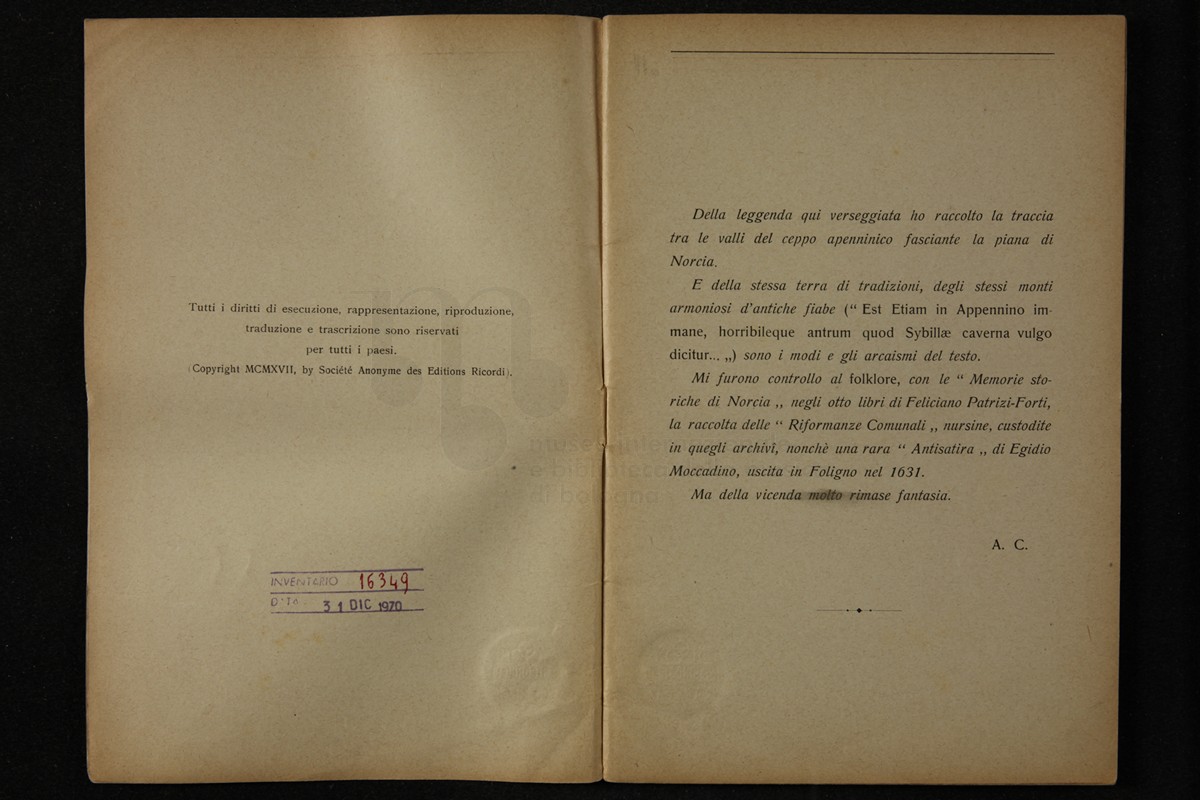 Tutti i diritti di esecuzione, rappresentazione, riproduzione,
traduzione e trascrizione sono riservati
per tutti i paesi.
(Copyright MCMXVII, by Société Anonyme des Editions Ricordi).
INVENTARIO 16349
DATA 31 DIC 1970
Della leggenda qui verseggiata ho raccolto la traccia
tra le valli del ceppo apenninico fasciante la piana di
Norcia.
E della stessa terra di tradizioni, degli stessi monti
armoniosi d'antiche fiabe (“ Est Etiam in Appennino im-
mane, horribileque antrum quod Sybillæ caverna vulgo
dicitur... „) sono i modi e gli arcaismi del testo.
Mi furono controllo al folklore, con le “ Memorie sto-
riche di Norcia „ negli otto libri di Feliciano Patrizi-Forti,
la raccolta delle “ Riformanze Comunali „ nursine, custodite
in quegli archivî, nonchè una rara “ Antisatira „ di Egidio
Moccadino, uscita in Foligno nel 1631.
Ma della vicenda molto rimase fantasia.
A. C.
museo inter
e bibliote
di bologna